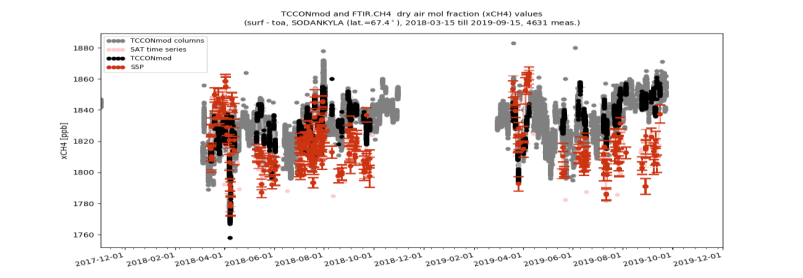 TCCONmod and FTIR.CH4 dry air mol fraction (xCH4) values
(surf - toa, SODANKYLA (lat.=67.4°), 2018-03-15 till 2019-09-15, 4631 meas.)
TCCONmod columns
SAT time series
TCCONmod
S5P
xCH4 [ppb]
1880
1860
1840
1820
1800
1780
1760
2017-12-01
2018-02-01
2018-04-01
2018-06-01
2018-08-01
2018-10-01
2018-12-01
2019-02-01
2019-04-01
2019-06-01
2019-08-01
2019-10-01
2019-12-01